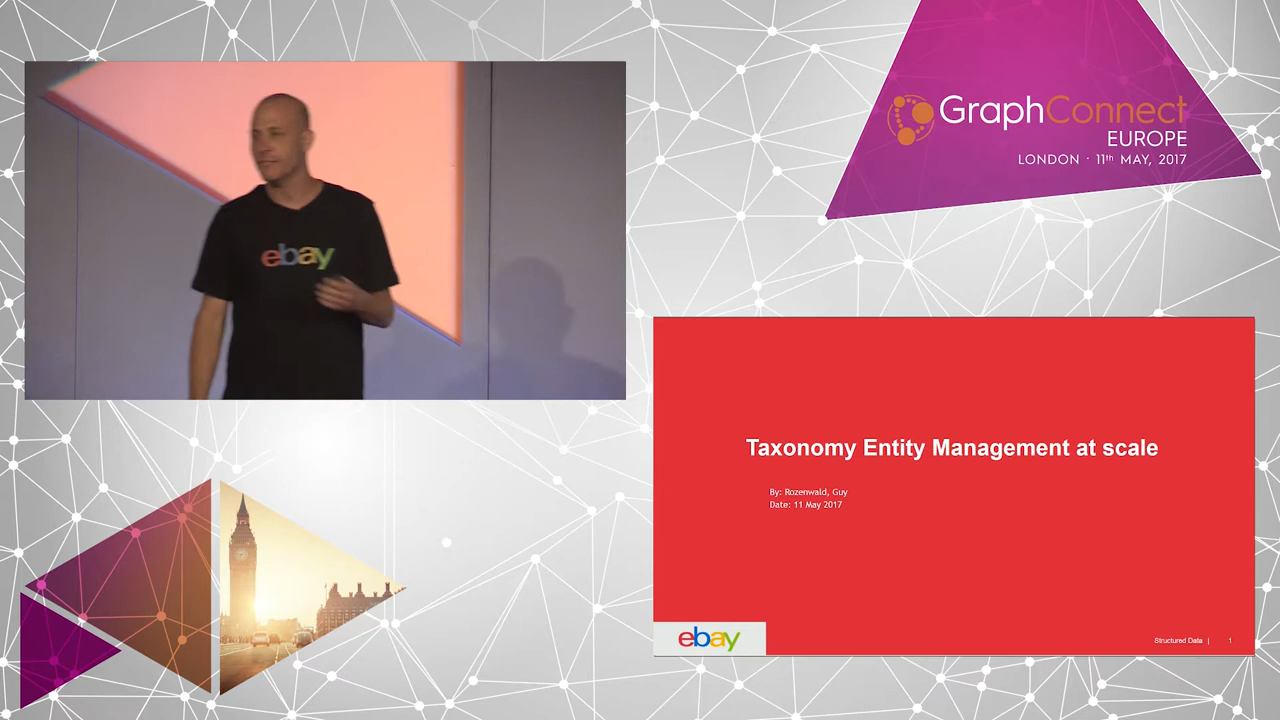 ebay
GraphConnect
EUROPE
LONDON · 11th MAY, 2017
Taxonomy Entity Management at scale
By: Rozenwald, Guy
Date: 11 May 2017
ebay
Structured Data | 1